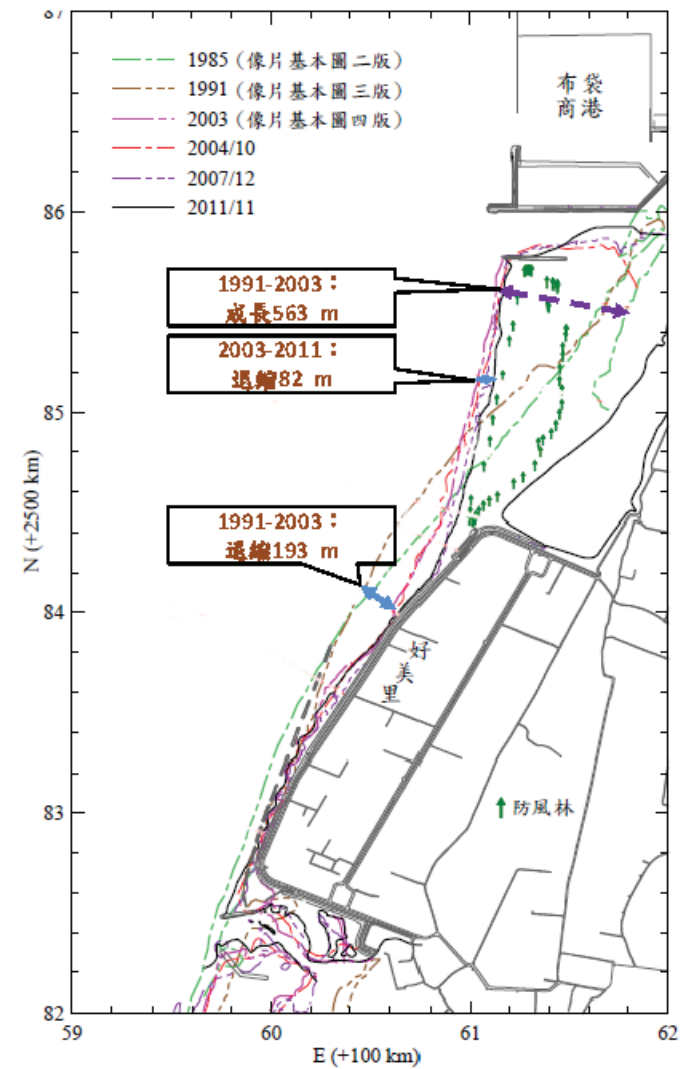 87
1985 (像片基本圖二版)
1991 (像片基本圖三版)
2003 (像片基本圖四版)
2004/10
2007/12
2011/11
布袋
商港
86
1991-2003：
成長563 m
2003-2011：
退縮82 m
85
1991-2003：
退縮193 m
84
好美里
83
防風林
82
59
60
61
62
N (+2500 km)
E (+100 km)